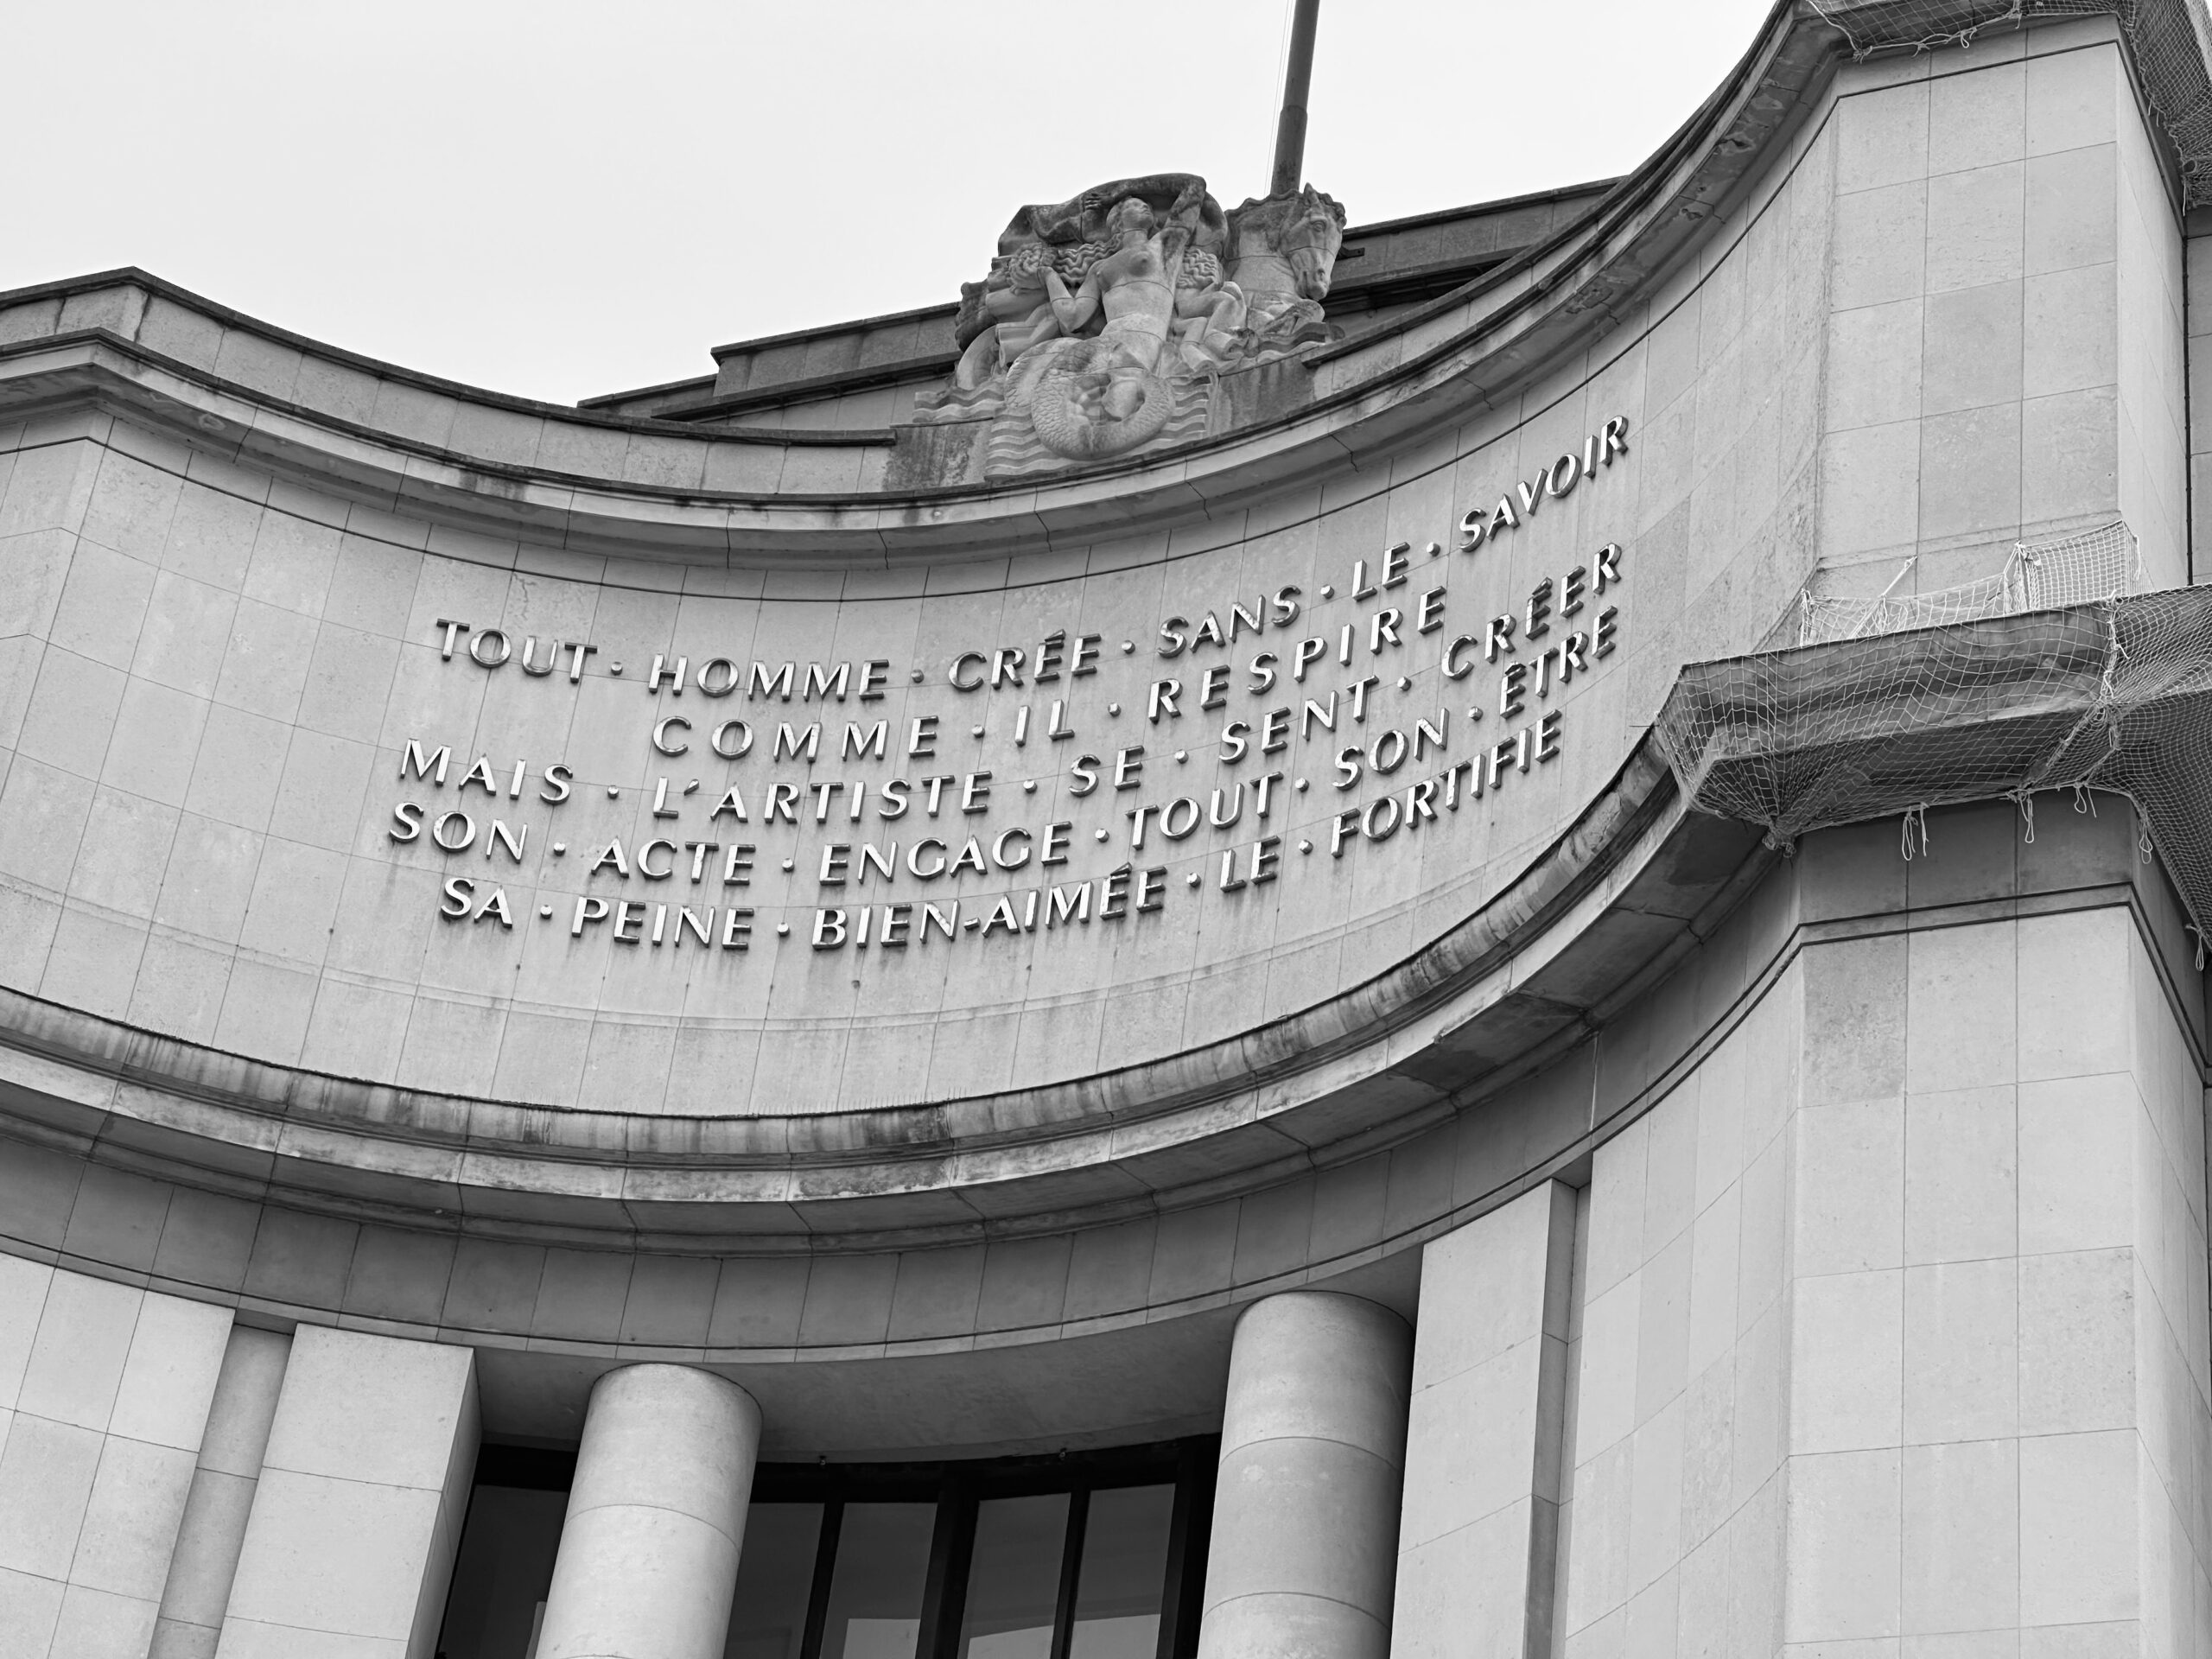 TOUT · HOMME · CRÉE · SANS · LE · SAVOIR
COMME · IL · RESPIRE
MAIS · L'ARTISTE · SE · SENT · CRÉER
SON · ACTE · ENGAGE · TOUT · SON · ÊTRE
SA · PEINE · BIEN-AIMÉE · LE · FORTIFIE